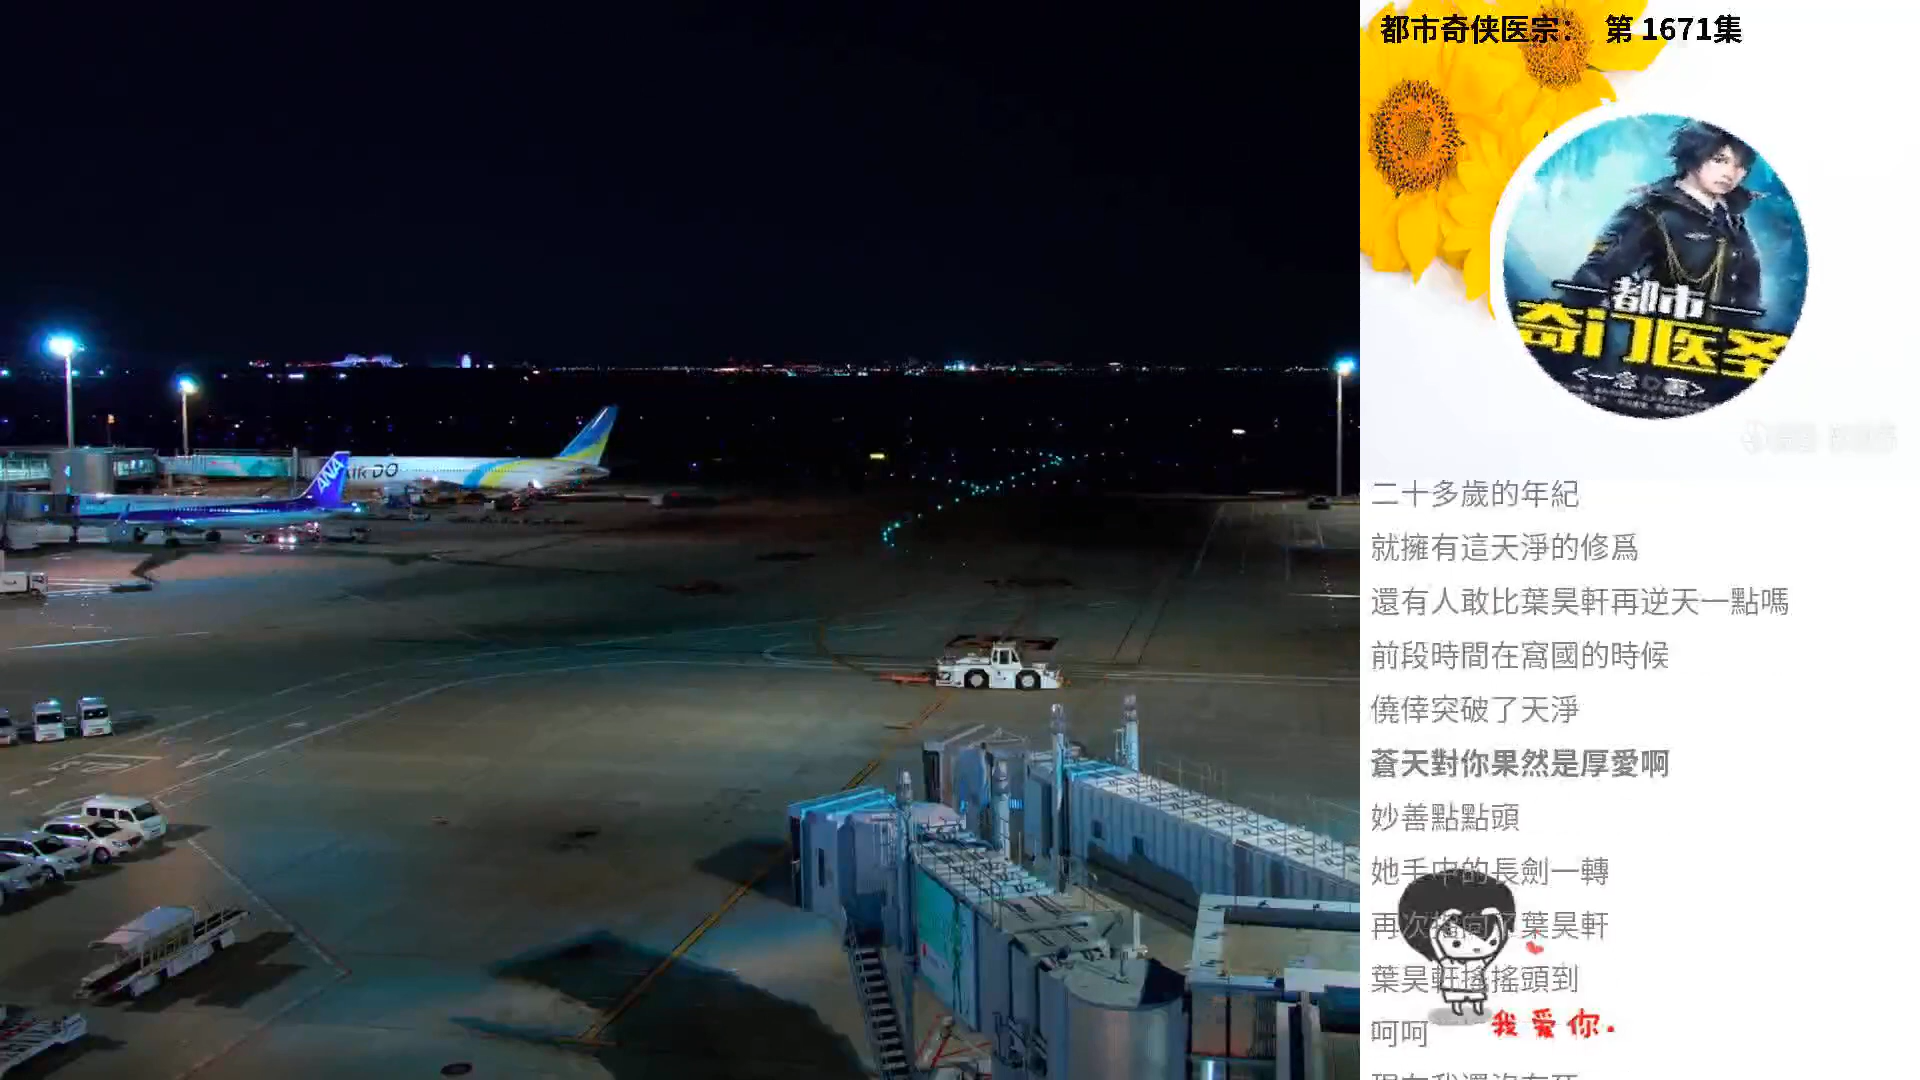 都市奇侠医宗： 第 1671集
都市
奇门医圣
ANA
AIR DO
二十多歲的年紀
就擁有這天淨的修爲
還有人敢比葉昊軒再逆天一點嗎
前段時間在窩國的時候
僥倖突破了天淨
蒼天對你果然是厚愛啊
妙善點點頭
她手中的長劍一轉
再次指向了葉昊軒
葉昊軒搖搖頭到
呵呵
我爱你.